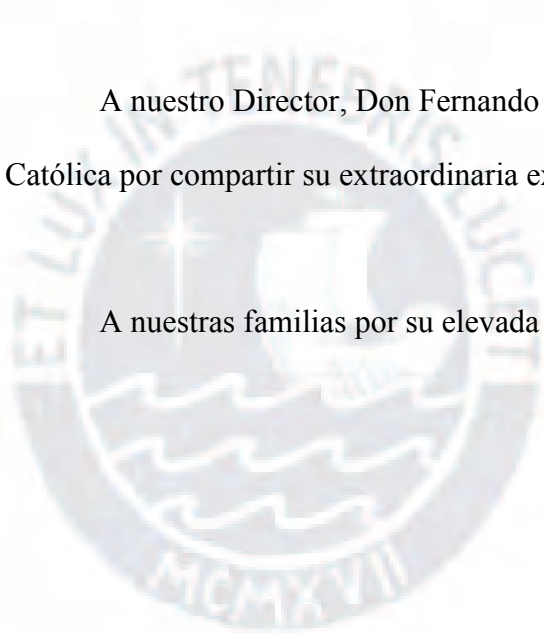 A nuestro Director, Don Fernando
Católica por compartir su extraordinaria
A nuestras familias por su elevada
ET LUX IN TENEBRIS LUCET
MCMXVII